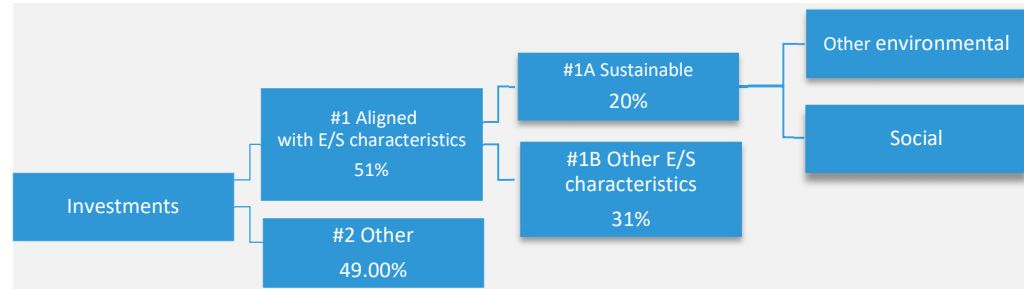 Investments
#1 Aligned
with E/S characteristics
51%
#2 Other
49.00%
#1A Sustainable
20%
#1B Other E/S
characteristics
31%
Other environmental
Social